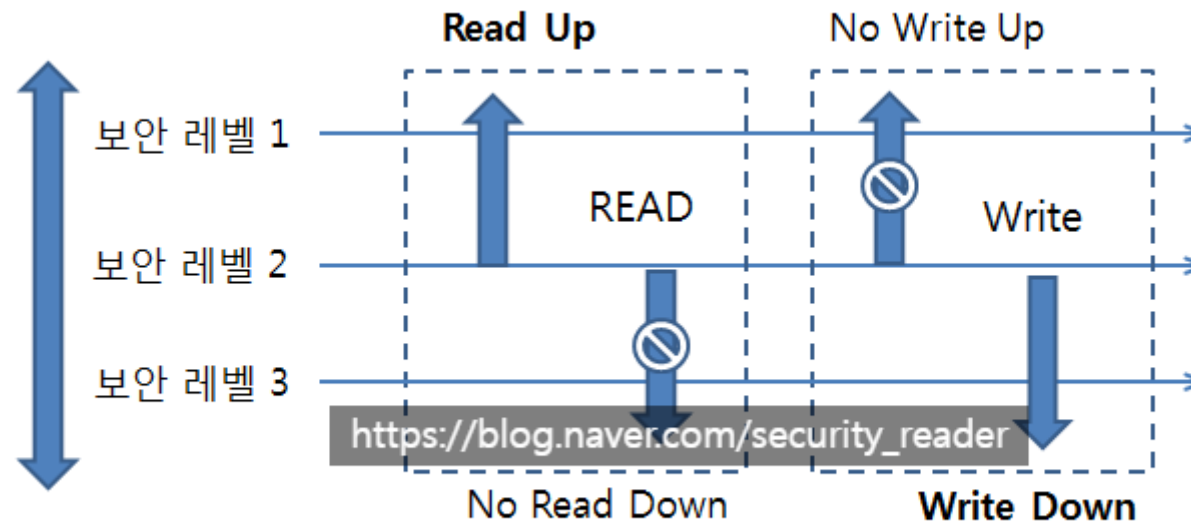 Read Up
No Write Up
보안 레벨 1
READ
Write
보안 레벨 2
보안 레벨 3
https://blog.naver.com/security_reader
No Read Down
Write Down